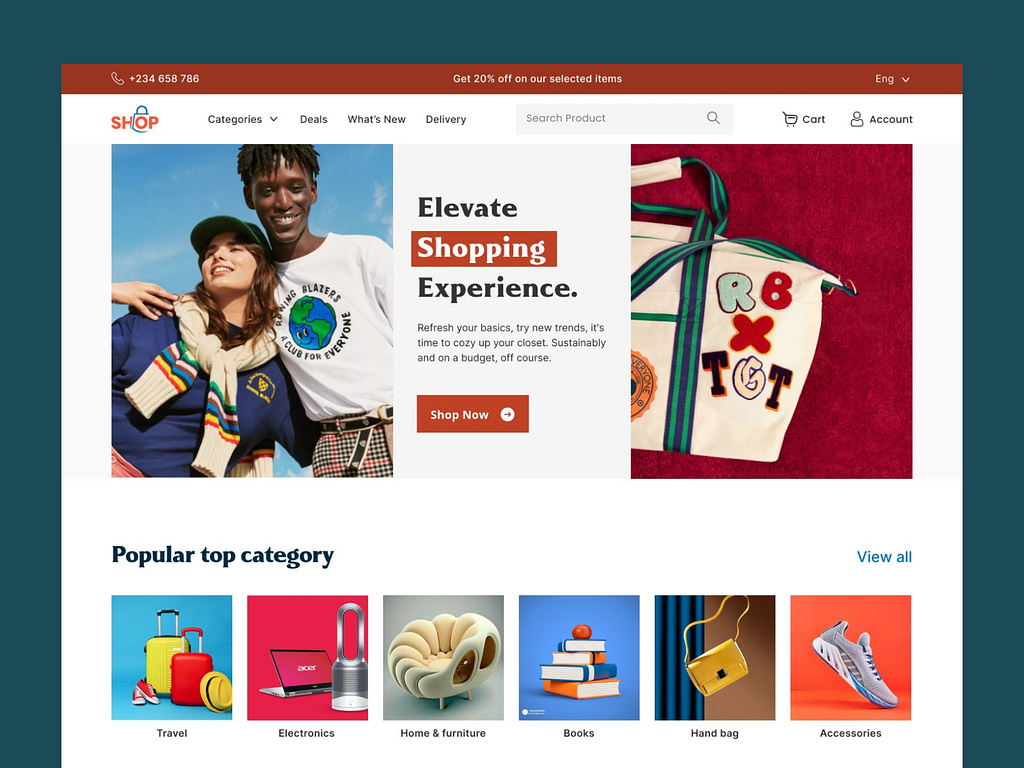 +234 658 786
Get 20% off on our selected items
Eng
SHOP
Categories
Deals
What's New
Delivery
Search Product
Cart
Account
RUNNING BLAZERS
A CLUB FOR EVERYONE
Elevate
Shopping
Experience.
Refresh your basics, try new trends, it's
time to cozy up your closet. Sustainably
and on a budget, off course.
Shop Now
RB
X
TGT
EVERYONE
Popular top category
View all
acer
Travel
Electronics
Home & furniture
Books
Hand bag
Accessories